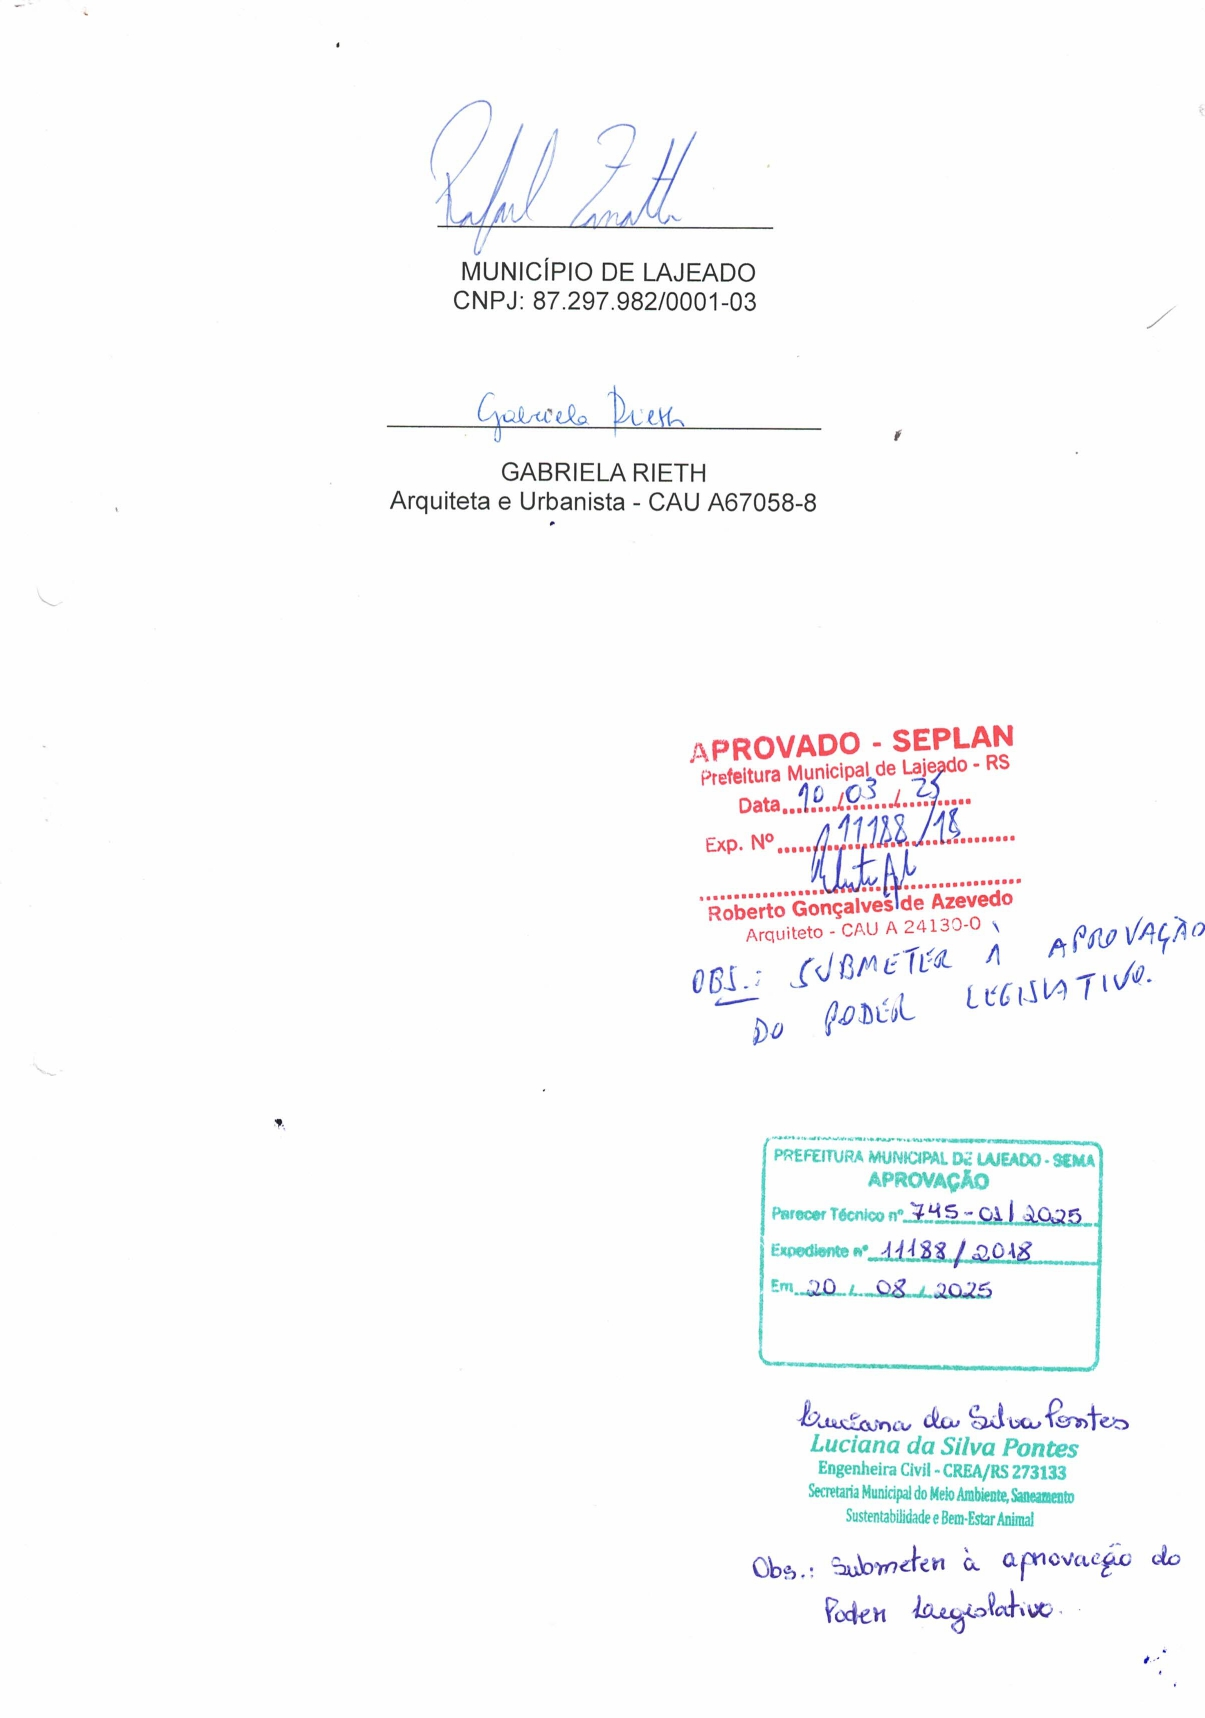 Rafael Zanatta
MUNICÍPIO DE LAJEADO
CNPJ: 87.297.982/0001-03
Gabriela Rieth
GABRIELA RIETH
Arquiteta e Urbanista - CAU A67058-8
APROVADO - SEPLAN
Prefeitura Municipal de Lajeado - RS
Data 10 / 03 / 25
Exp. Nº 11188/18
Roberto Gonçalves de Azevedo
Arquiteto - CAU A 24130-0
OBS.: SUBMETER À APROVAÇÃO
DO PODER LEGISLATIVO.
PREFEITURA MUNICIPAL DE LAJEADO - SEMA
APROVAÇÃO
Parecer Técnico nº 745-01/2025
Expediente nº 11188/2018
Em 20 / 08 / 2025
Luciana da Silva Pontes
Luciana da Silva Pontes
Engenheira Civil - CREA/RS 273133
Secretaria Municipal do Meio Ambiente, Saneamento
Sustentabilidade e Bem-Estar Animal
Obs.: Submeter à aprovação do
Poder Legislativo.